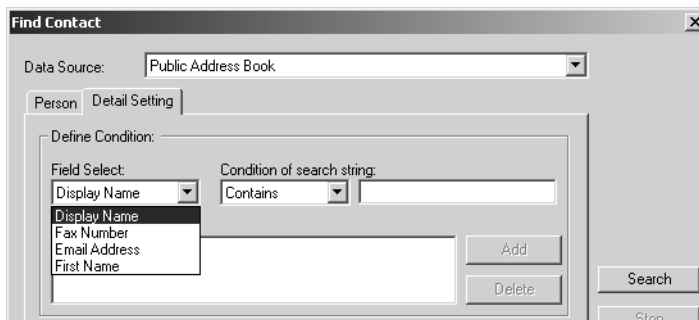 Find Contact
Data Source: Public Address Book
Person Detail Setting
Define Condition:
Field Select: Condition of search string:
Display Name Contains
Display Name
Fax Number
Email Address
First Name
Add
Delete
Search
Stop